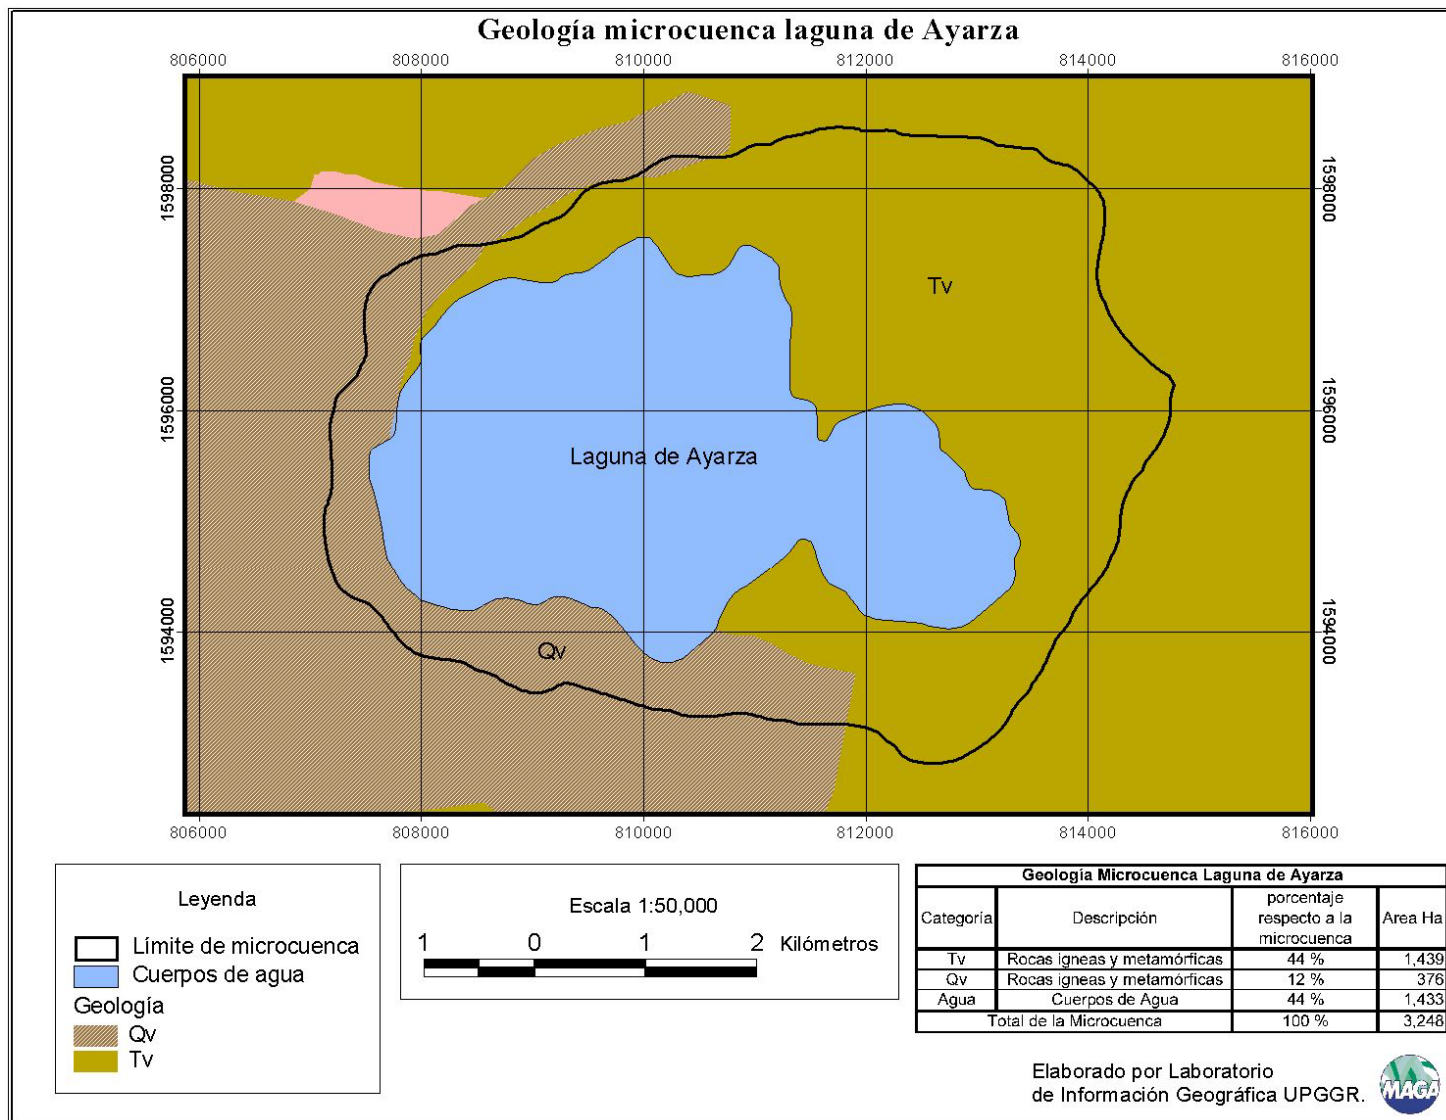 Geología microcuenca laguna de Ayarza
806000 808000 810000 812000 814000 816000
1598000 1598000
Tv
1596000 1596000
Laguna de Ayarza
1594000 1594000
Qv
806000 808000 810000 812000 814000 816000
Leyenda
Límite de microcuenca
Cuerpos de agua
Geología
Qv
Tv
Escala 1:50,000
1 0 1 2 Kilómetros
Geología Microcuenca Laguna de Ayarza
Categoría Descripción porcentaje respecto a la microcuenca Area Ha
Tv Rocas igneas y metamórficas 44 % 1,439
Qv Rocas igneas y metamórficas 12 % 376
Agua Cuerpos de Agua 44 % 1,433
Total de la Microcuenca 100 % 3,248
Elaborado por Laboratorio
de Información Geográfica UPGGR.
MAGA